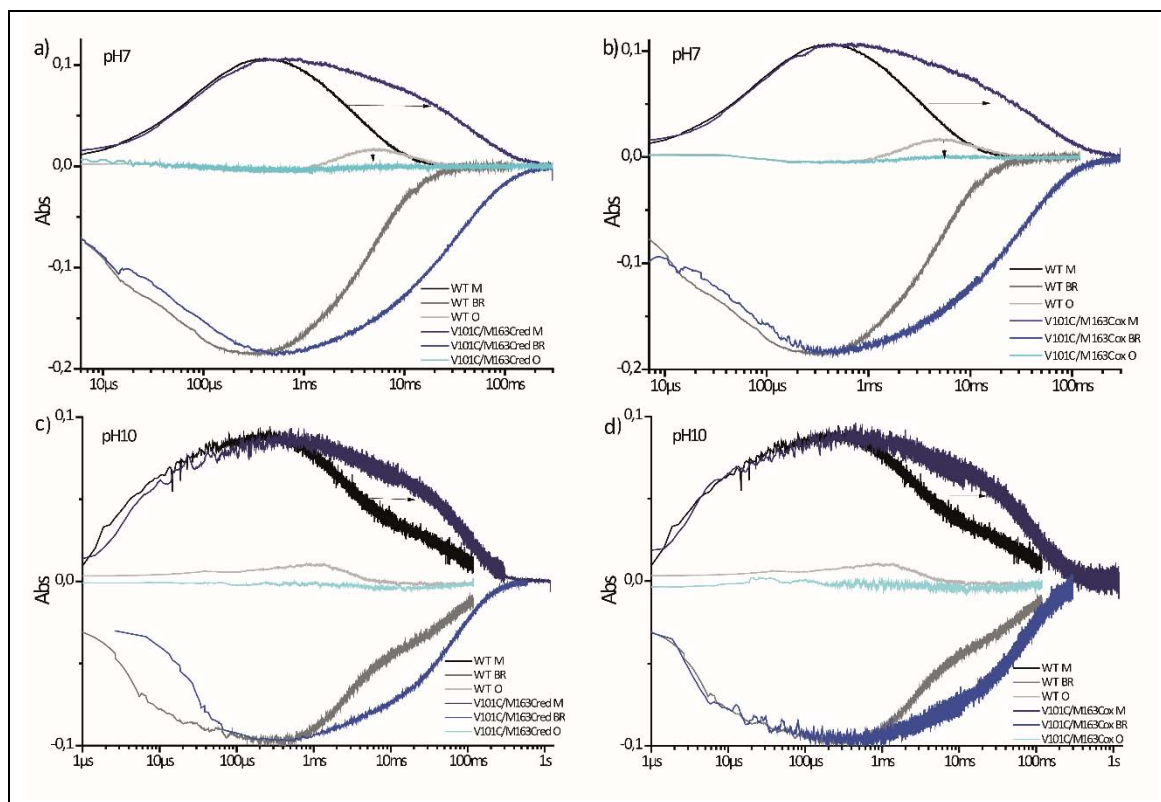 a) pH7
0,1
0,0
-0,1
-0,2
Abs
WT M
WT BR
WT O
V101C/M163Cred M
V101C/M163Cred BR
V101C/M163Cred O
10µs 100µs 1ms 10ms 100ms
b) pH7
0,1
0,0
-0,1
-0,2
Abs
WT M
WT BR
WT O
V101C/M163Cox M
V101C/M163Cox BR
V101C/M163Cox O
10µs 100µs 1ms 10ms 100ms
c) pH10
0,1
0,0
-0,1
Abs
WT M
WT BR
WT O
V101C/M163Cred M
V101C/M163Cred BR
V101C/M163Cred O
1µs 10µs 100µs 1ms 10ms 100ms 1s
d) pH10
0,1
0,0
-0,1
Abs
WT M
WT BR
WT O
V101C/M163Cox M
V101C/M163Cox BR
V101C/M163Cox O
1µs 10µs 100µs 1ms 10ms 100ms 1s